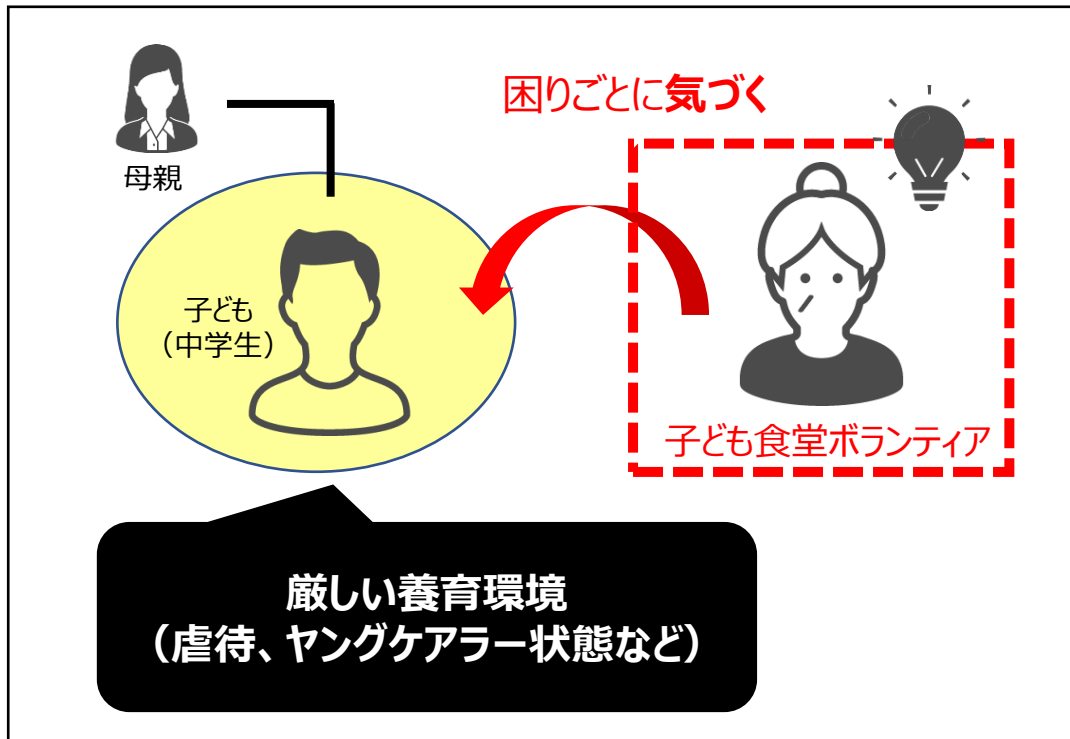 母親
困りごとに気づく
子ども
（中学生）
子ども食堂ボランティア
厳しい養育環境
（虐待、ヤングケアラー状態など）